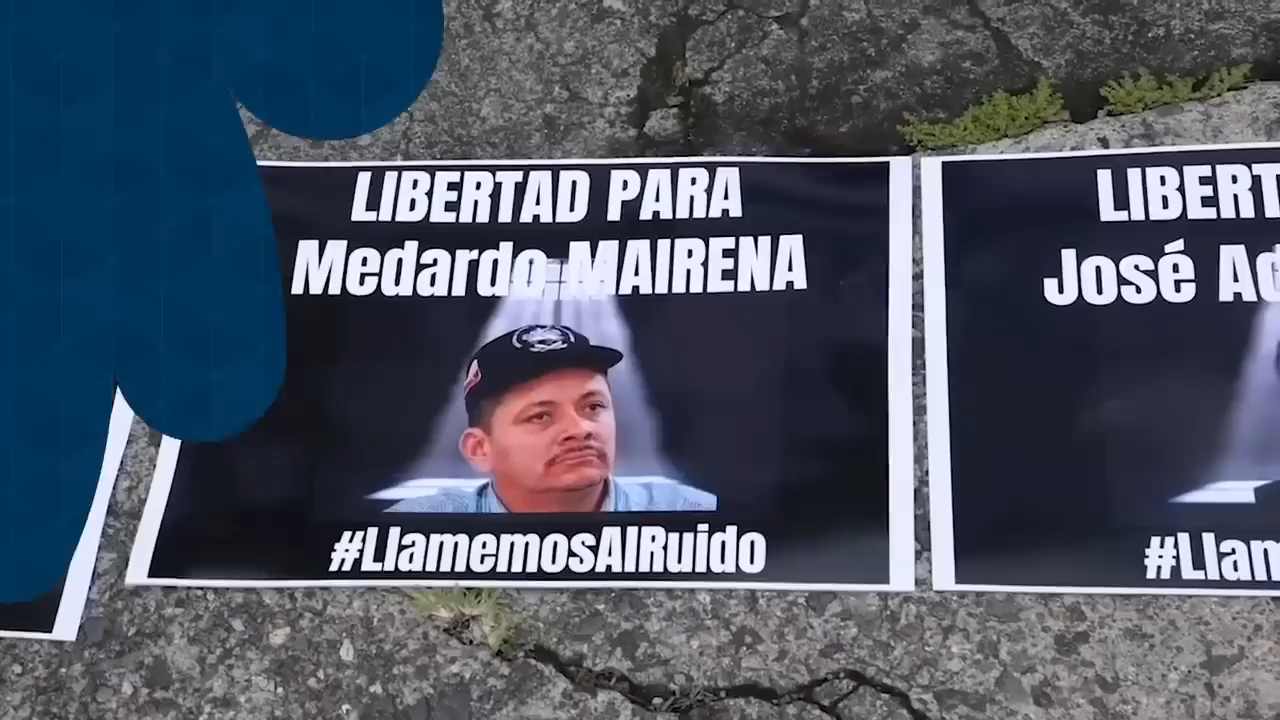 LIBERTAD PARA
Medardo MAIRENA
#LlamemosAlRuido
LIBERT
José Ad
#Llam